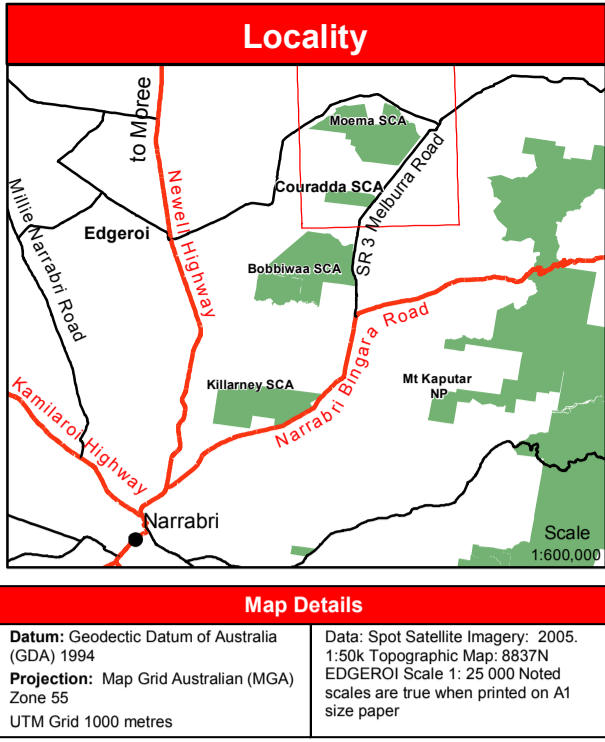 Locality
to Moree
Moema SCA
Newell Highway
Couradda SCA
SR 3 Melburra Road
Millie Narrabri Road
Edgeroi
Bobbiwaa SCA
Narrabri Bingara Road
Killarney SCA
Mt Kaputar
NP
Kamilaroi Highway
Narrabri
Scale
1:600,000
Map Details
Datum: Geodectic Datum of Australia
(GDA) 1994
Projection: Map Grid Australian (MGA)
Zone 55
UTM Grid 1000 metres
Data: Spot Satellite Imagery: 2005.
1:50k Topographic Map: 8837N
EDGEROI Scale 1: 25 000 Noted
scales are true when printed on A1
size paper